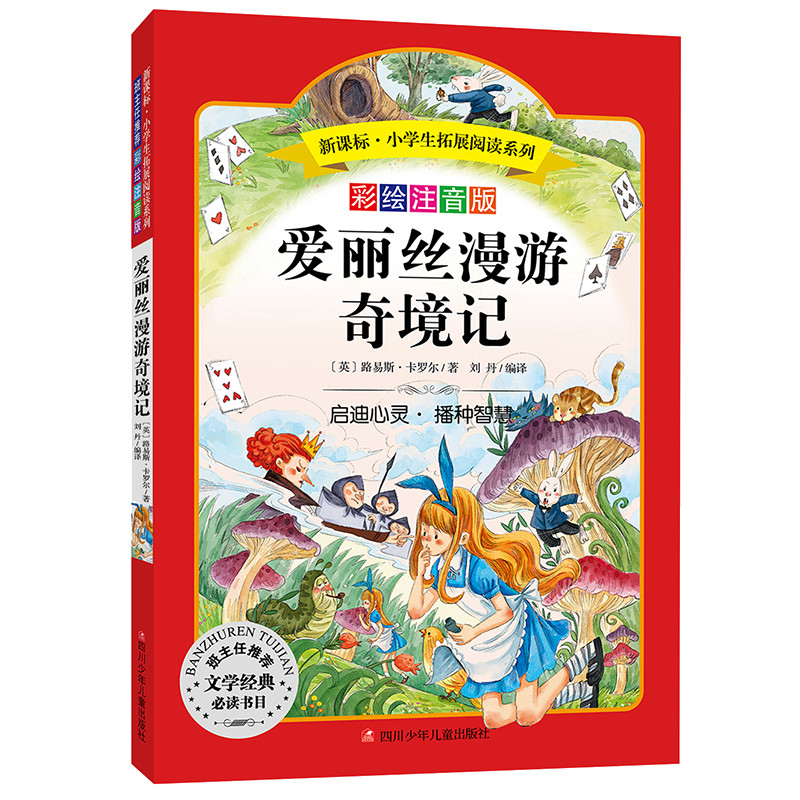 新课标·小学生拓展阅读系列
彩绘注音版
爱丽丝漫游
奇境记
〔英〕路易斯·卡罗尔/著 刘 丹/编译
启迪心灵·播种智慧
BANZHUREN TUIJIAN
班主任推荐
文学经典
必读书目
四川少年儿童出版社
新课标·小学生拓展阅读系列
班主任推荐 彩绘注音版
爱丽丝漫游奇境记
〔英〕路易斯·卡罗尔/著
刘 丹/编译
四川少年儿童出版社